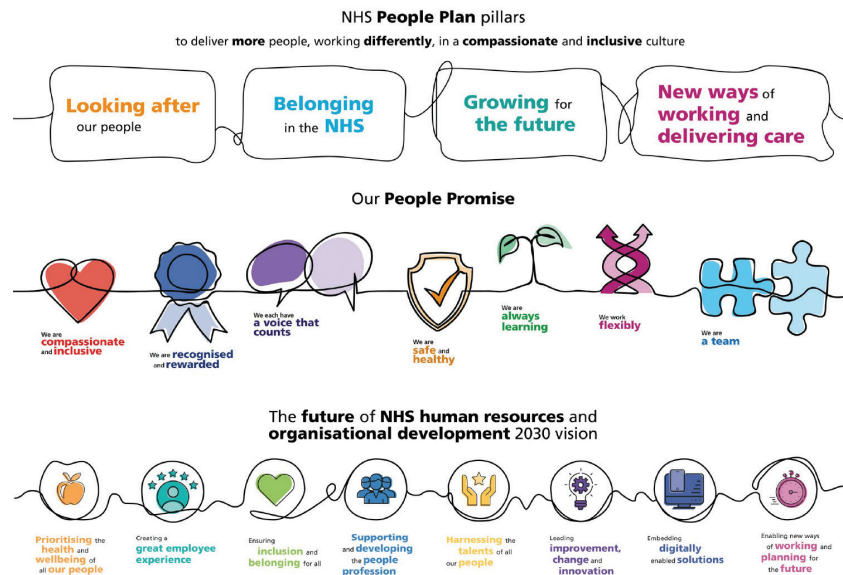 NHS People Plan pillars
to deliver more people, working differently, in a compassionate and inclusive culture
Looking after
our people
Belonging
in the NHS
Growing for
the future
New ways of
working and
delivering care
Our People Promise
We are
compassionate
and inclusive
We are recognised
and rewarded
We each have
a voice that
counts
We are
safe and
healthy
We are
always
learning
We work
flexibly
We are
a team
The future of NHS human resources and
organisational development 2030 vision
Prioritising the
health and
wellbeing of
all our people
Creating a
great employee
experience
Ensuring
inclusion and
belonging for all
Supporting
and developing
the people
profession
Harnessing the
talents of all
our people
Leading
improvement,
change and
innovation
Embedding
digitally
enabled solutions
Enabling new ways
of working and
planning for
the future